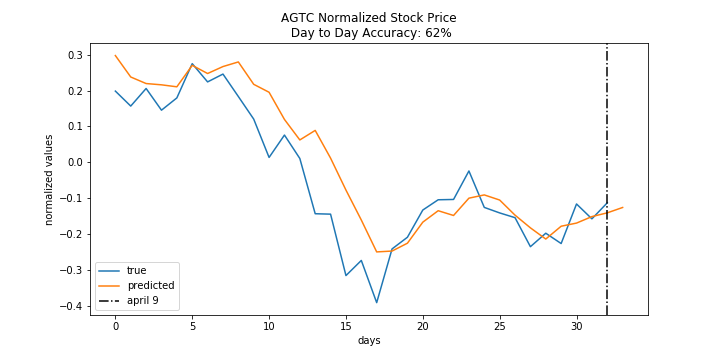 AGTC Normalized Stock Price
Day to Day Accuracy: 62%
normalized values
0.3
0.2
0.1
0.0
−0.1
−0.2
−0.3
−0.4
true
predicted
april 9
0 5 10 15 20 25 30
days